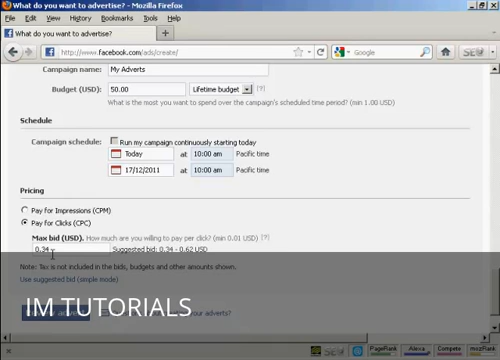 What do you want to advertise? - Mozilla Firefox
File Edit View History Bookmarks Tools Help
What do you want to advertise?
http://www.facebook.com/ads/create/
Google
Campaign name: My Adverts
Budget (USD): 50.00 Lifetime budget [?]
What is the most you want to spend over the campaign's scheduled time period? (min 1.00 USD)
Schedule
Campaign schedule: Run my campaign continuously starting today
Today at 10:00 am Pacific time
17/12/2011 at 10:00 am Pacific time
Pricing
Pay for Impressions (CPM)
Pay for Clicks (CPC)
Max bid (USD). How much are you willing to pay per click? (min 0.01 USD) [?]
0.34 Suggested bid: 0.34 - 0.62 USD
Note: Tax is not included in the bids, budgets and other amounts shown.
Use suggested bid (simple mode)
your adverts?
IM TUTORIALS
PageRank Alexa Compete mozRank